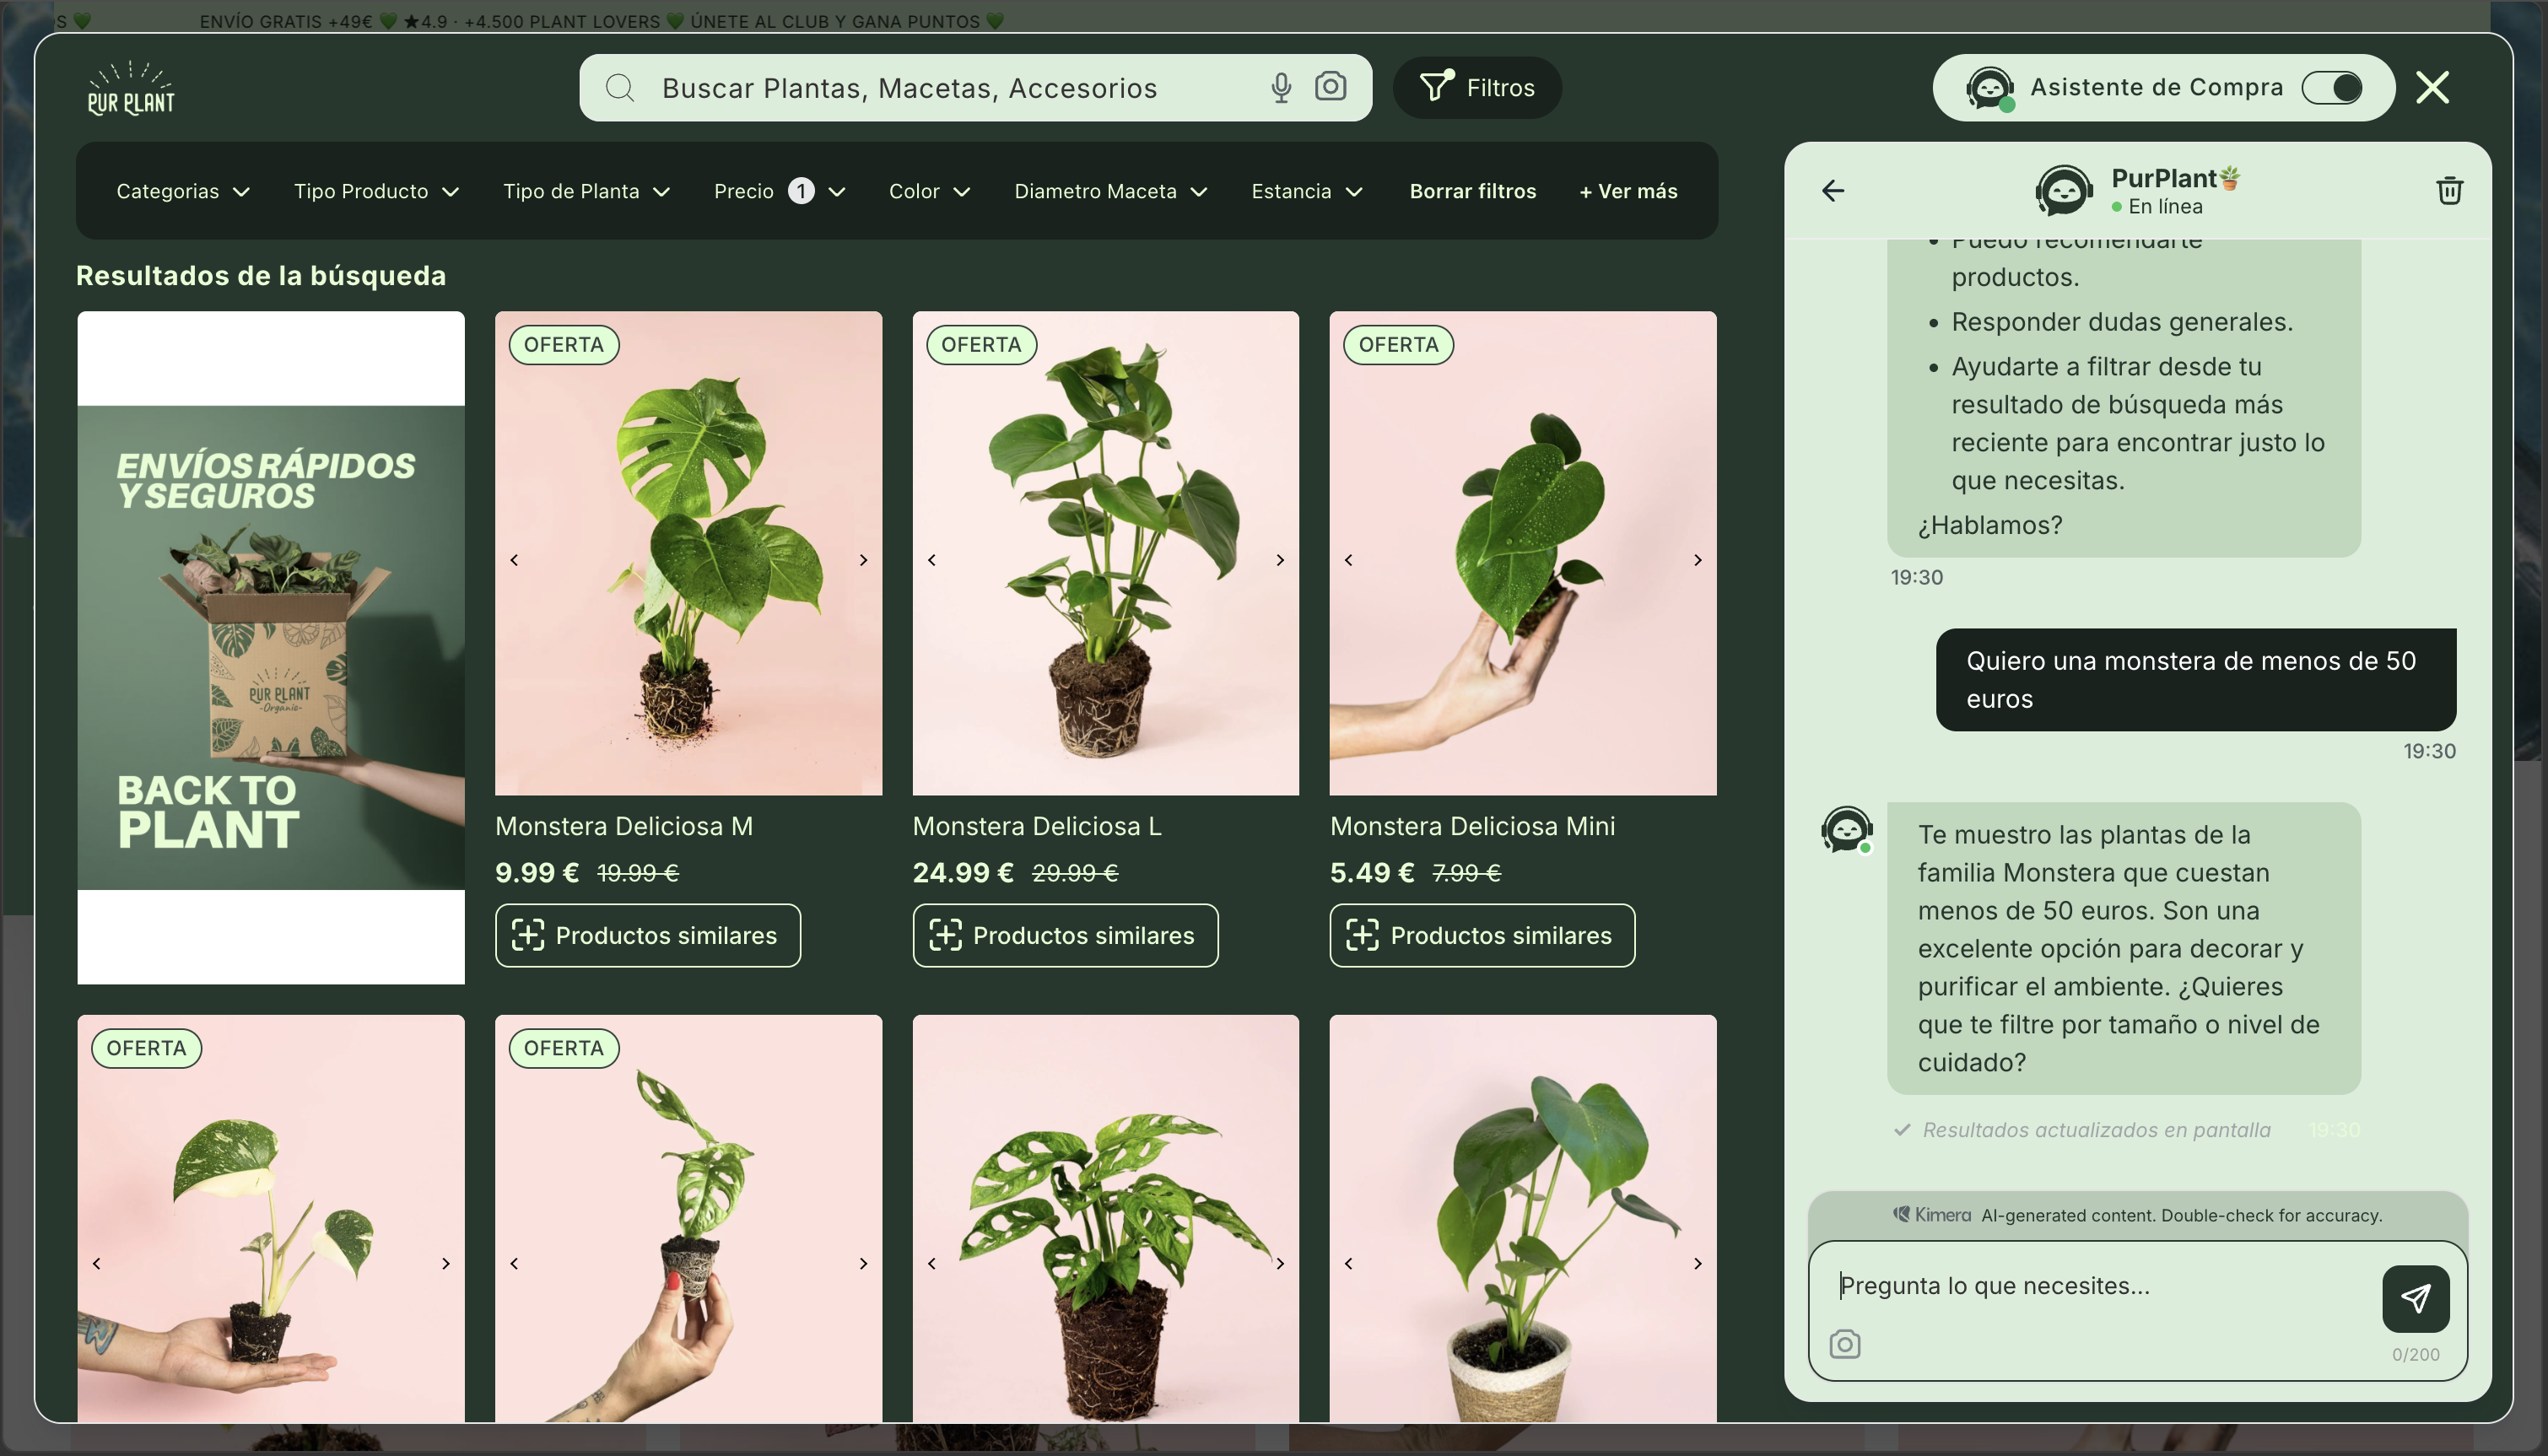 S 💚 ENVÍO GRATIS +49€ 💚 ★4.9 · +4.500 PLANT LOVERS 💚 ÚNETE AL CLUB Y GANA PUNTOS 💚
PUR PLANT
Buscar Plantas, Macetas, Accesorios
Filtros
Asistente de Compra
Categorias
Tipo Producto
Tipo de Planta
Precio 1
Color
Diametro Maceta
Estancia
Borrar filtros
+ Ver más
Resultados de la búsqueda
ENVÍOS RÁPIDOS
Y SEGUROS
PUR PLANT
-Organic-
BACK TO
PLANT
OFERTA
Monstera Deliciosa M
9.99 € 19.99 €
Productos similares
OFERTA
Monstera Deliciosa L
24.99 € 29.99 €
Productos similares
OFERTA
Monstera Deliciosa Mini
5.49 € 7.99 €
Productos similares
OFERTA
OFERTA
PurPlant🪴
En línea
• Puedo recomendarte
productos.
• Responder dudas generales.
• Ayudarte a filtrar desde tu
resultado de búsqueda más
reciente para encontrar justo lo
que necesitas.
¿Hablamos?
19:30
Quiero una monstera de menos de 50
euros
19:30
Te muestro las plantas de la
familia Monstera que cuestan
menos de 50 euros. Son una
excelente opción para decorar y
purificar el ambiente. ¿Quieres
que te filtre por tamaño o nivel de
cuidado?
Resultados actualizados en pantalla 19:30
Kimera AI-generated content. Double-check for accuracy.
Pregunta lo que necesites...
0/200